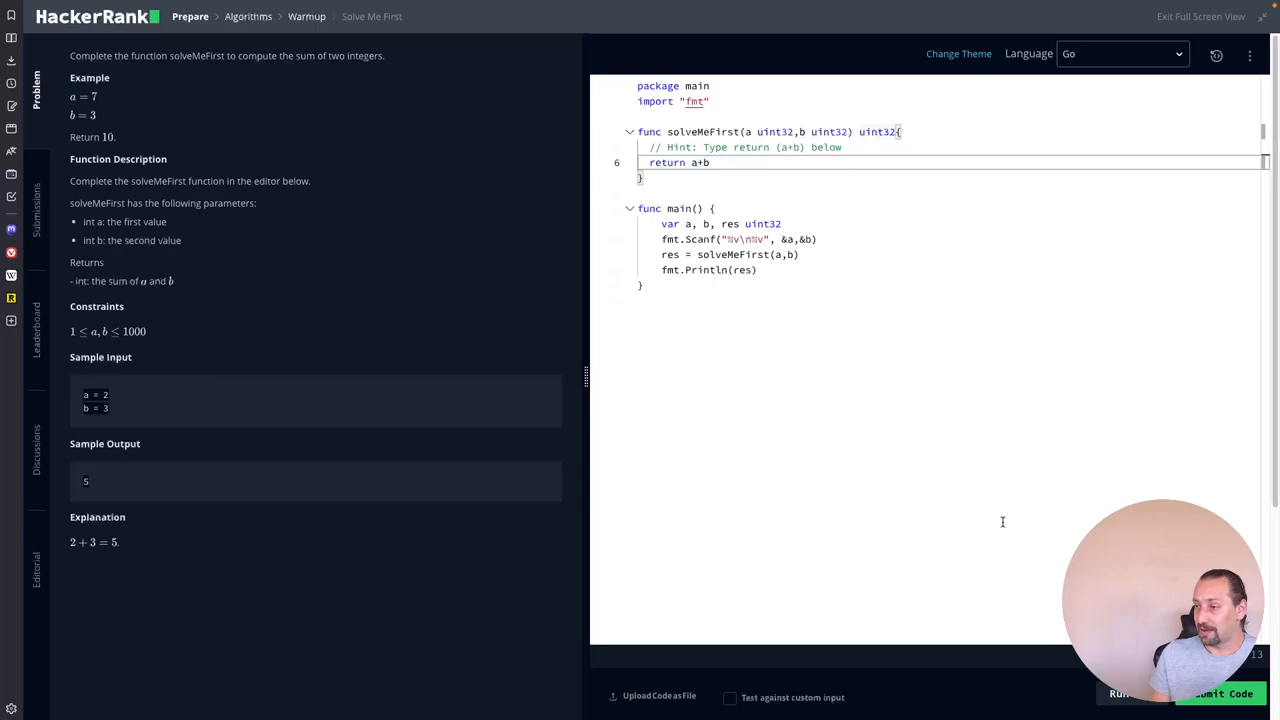 HackerRank
Prepare > Algorithms > Warmup > Solve Me First
Exit Full Screen View
Problem
Submissions
Leaderboard
Discussions
Editorial
Complete the function solveMeFirst to compute the sum of two integers.
Example
a = 7
b = 3
Return 10.
Function Description
Complete the solveMeFirst function in the editor below.
solveMeFirst has the following parameters:
• int a: the first value
• int b: the second value
Returns
- int: the sum of a and b
Constraints
1 ≤ a, b ≤ 1000
Sample Input
a = 2
b = 3
Sample Output
5
Explanation
2 + 3 = 5.
Change Theme Language Go
package main
import "fmt"
func solveMeFirst(a uint32,b uint32) uint32{
// Hint: Type return (a+b) below
6 return a+b
}
func main() {
var a, b, res uint32
fmt.Scanf("%v\n%v", &a,&b)
res = solveMeFirst(a,b)
fmt.Println(res)
}
13
Upload Code as File
Test against custom input
Code